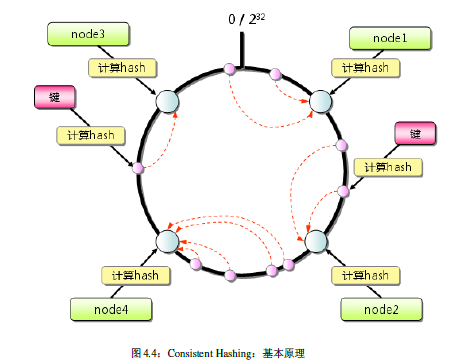 0 / 2³²
node3
node1
计算hash
计算hash
键
键
计算hash
计算hash
计算hash
计算hash
node4
node2
图4.4：Consistent Hashing：基本原理